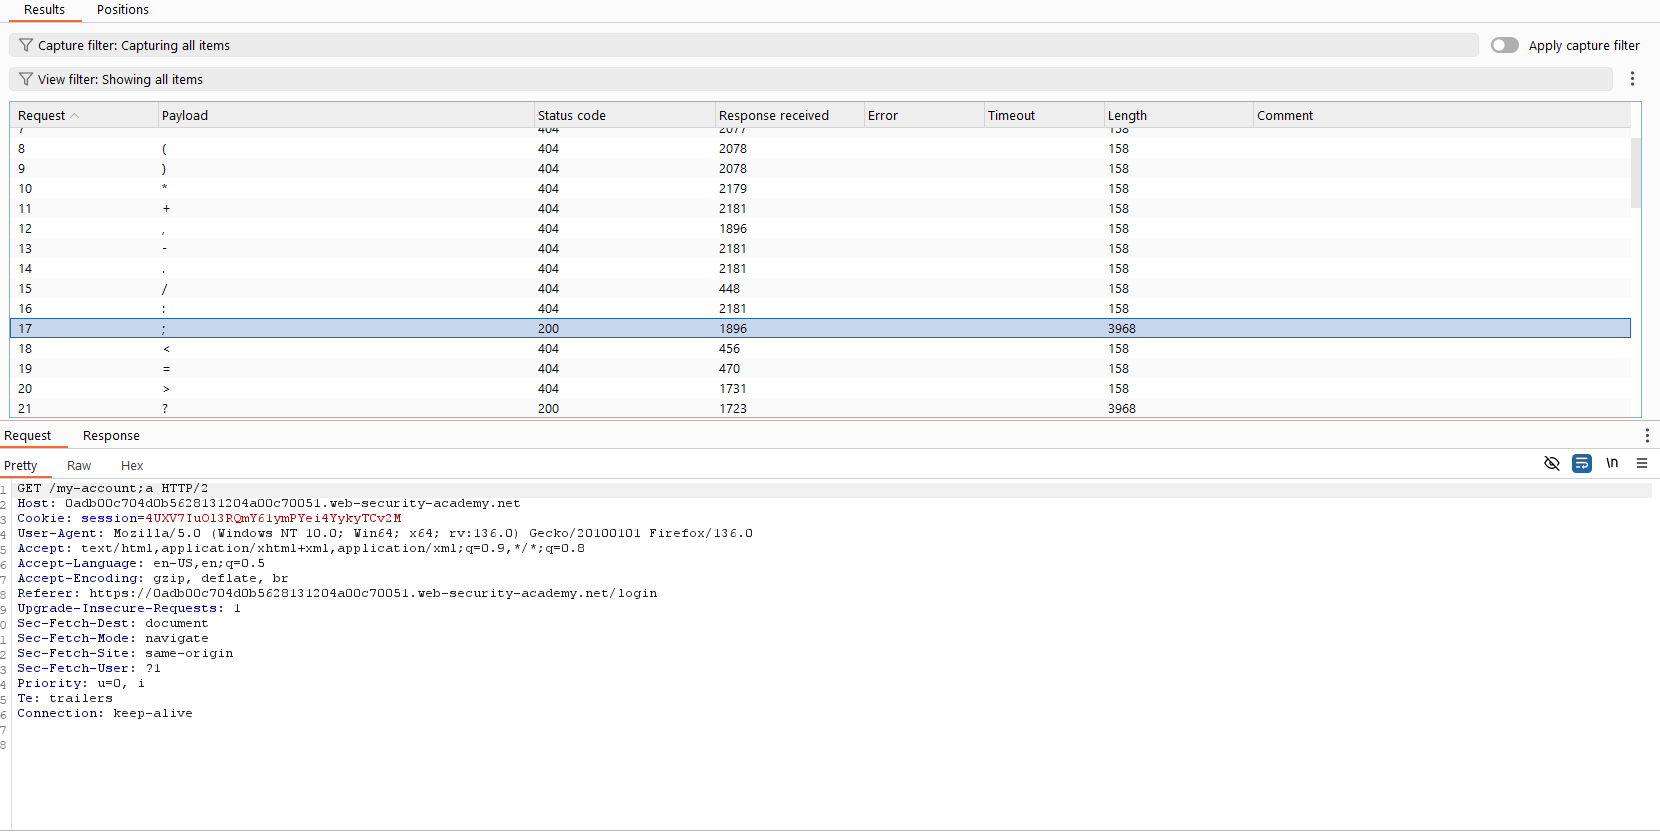 Results Positions
Capture filter: Capturing all items Apply capture filter
View filter: Showing all items
Request Payload Status code Response received Error Timeout Length Comment
7 404 2077 158
8 ( 404 2078 158
9 ) 404 2078 158
10 * 404 2179 158
11 + 404 2181 158
12 , 404 1896 158
13 - 404 2181 158
14 . 404 2181 158
15 / 404 448 158
16 : 404 2181 158
17 ; 200 1896 3968
18 < 404 456 158
19 = 404 470 158
20 > 404 1731 158
21 ? 200 1723 3968
Request Response
Pretty Raw Hex \n
1 GET /my-account;a HTTP/2
2 Host: 0adb00c704d0b5628131204a00c70051.web-security-academy.net
3 Cookie: session=4UXV7IuOl3RQmY61ymPYei4YykyTCv2M
4 User-Agent: Mozilla/5.0 (Windows NT 10.0; Win64; x64; rv:136.0) Gecko/20100101 Firefox/136.0
5 Accept: text/html,application/xhtml+xml,application/xml;q=0.9,*/*;q=0.8
6 Accept-Language: en-US,en;q=0.5
7 Accept-Encoding: gzip, deflate, br
8 Referer: https://0adb00c704d0b5628131204a00c70051.web-security-academy.net/login
9 Upgrade-Insecure-Requests: 1
0 Sec-Fetch-Dest: document
1 Sec-Fetch-Mode: navigate
2 Sec-Fetch-Site: same-origin
3 Sec-Fetch-User: ?1
4 Priority: u=0, i
5 Te: trailers
6 Connection: keep-alive
7
8